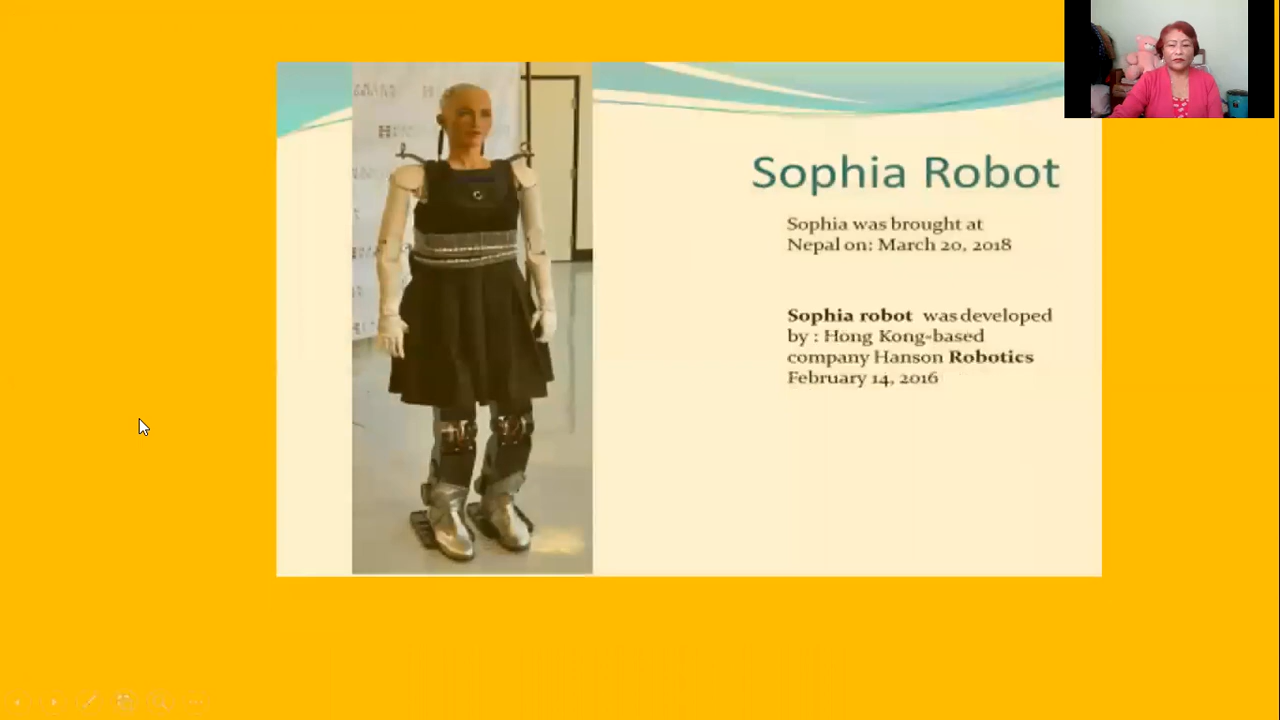 Sophia Robot
Sophia was brought at
Nepal on: March 20, 2018
Sophia robot was developed
by : Hong Kong-based
company Hanson Robotics
February 14, 2016